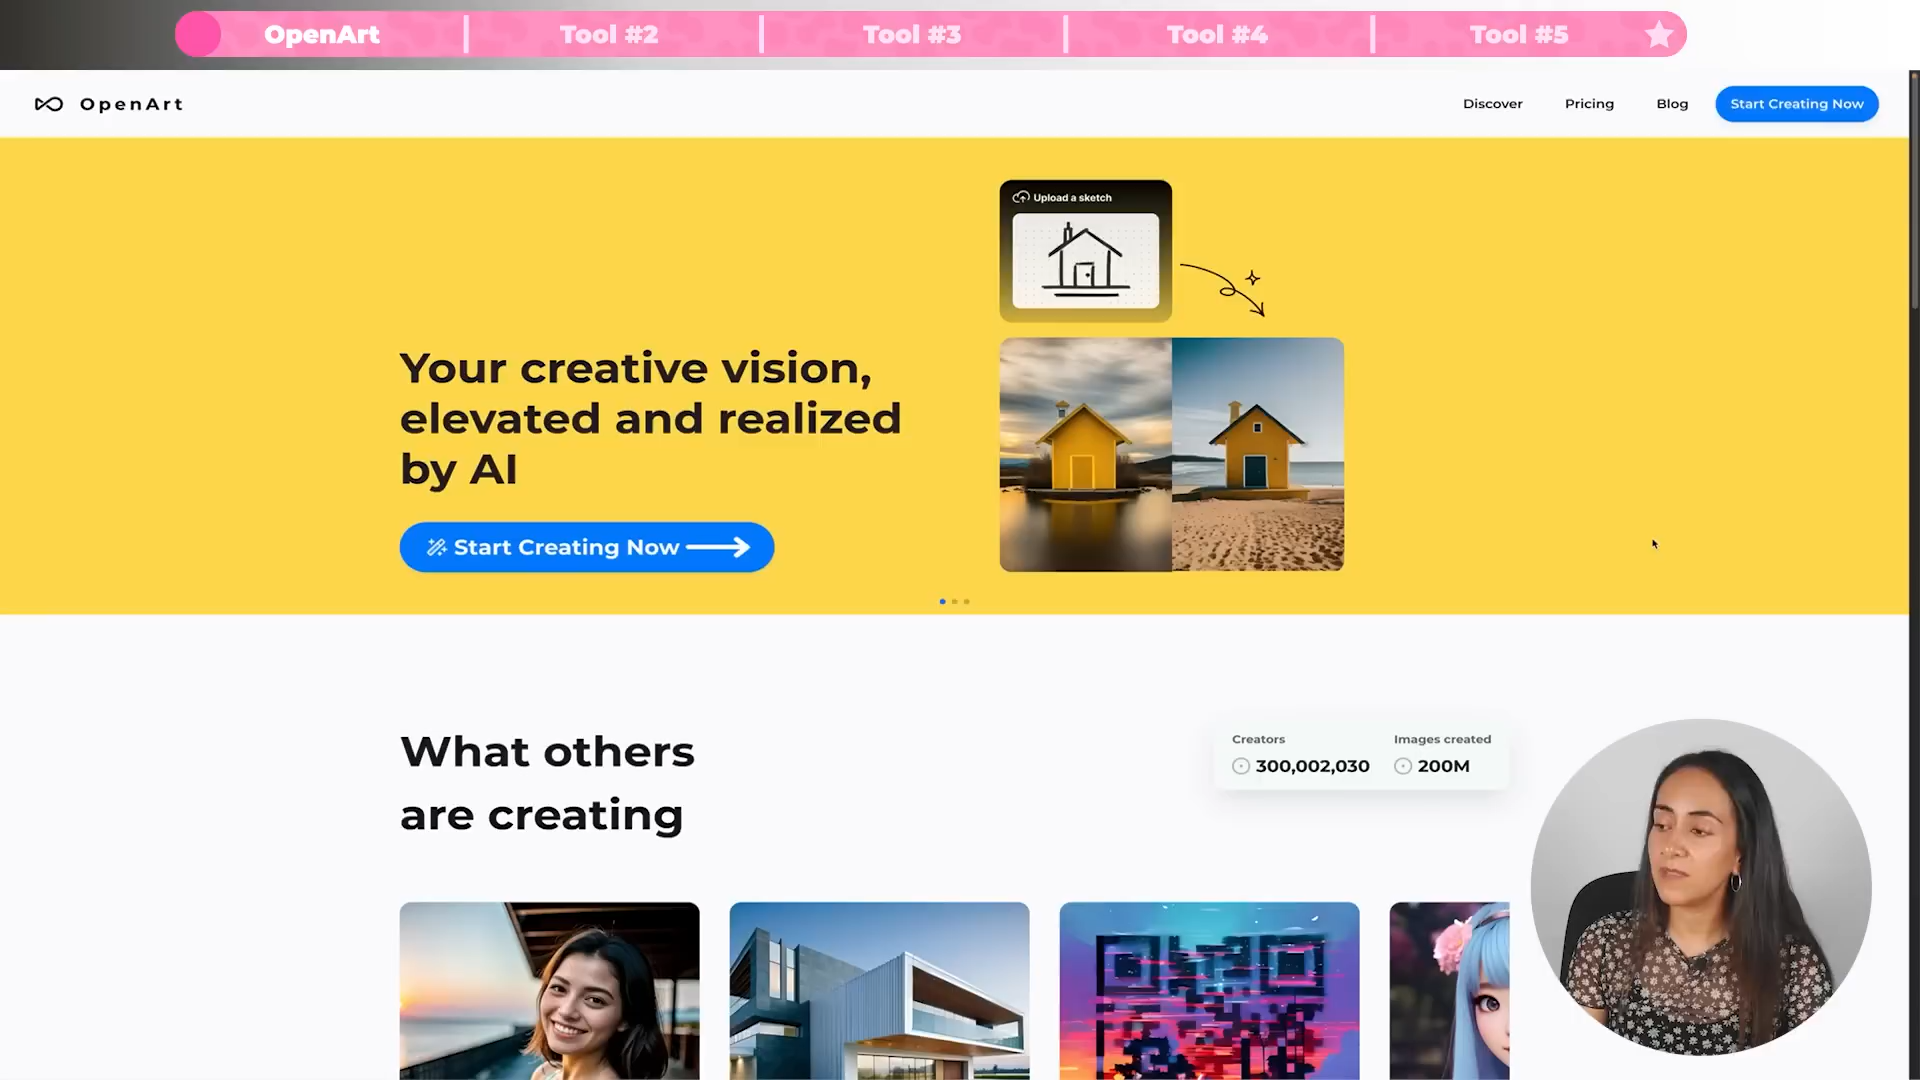 OpenArt
Tool #2
Tool #3
Tool #4
Tool #5
OpenArt
Discover
Pricing
Blog
Start Creating Now
Upload a sketch
Your creative vision,
elevated and realized
by AI
Start Creating Now
What others
are creating
Creators
300,002,030
Images created
200M